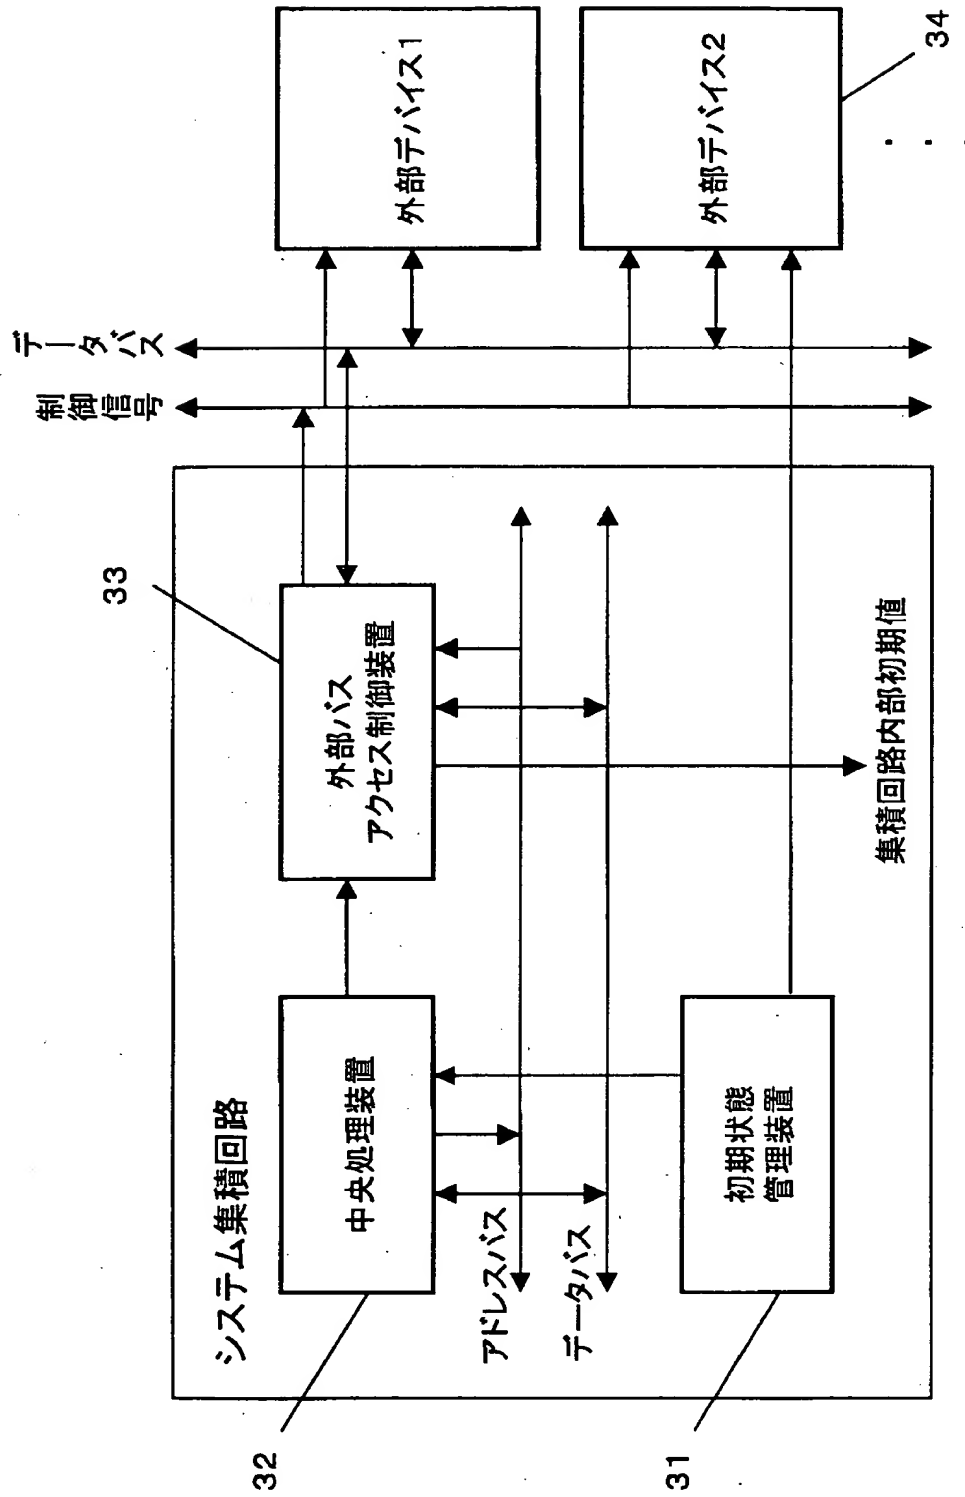 システム集積回路
32
中央処理装置
33
外部バス
アクセス制御装置
制御信号
データバス
外部デバイス1
アドレスバス
データバス
31
初期状態
管理装置
集積回路内部初期値
外部デバイス2
34